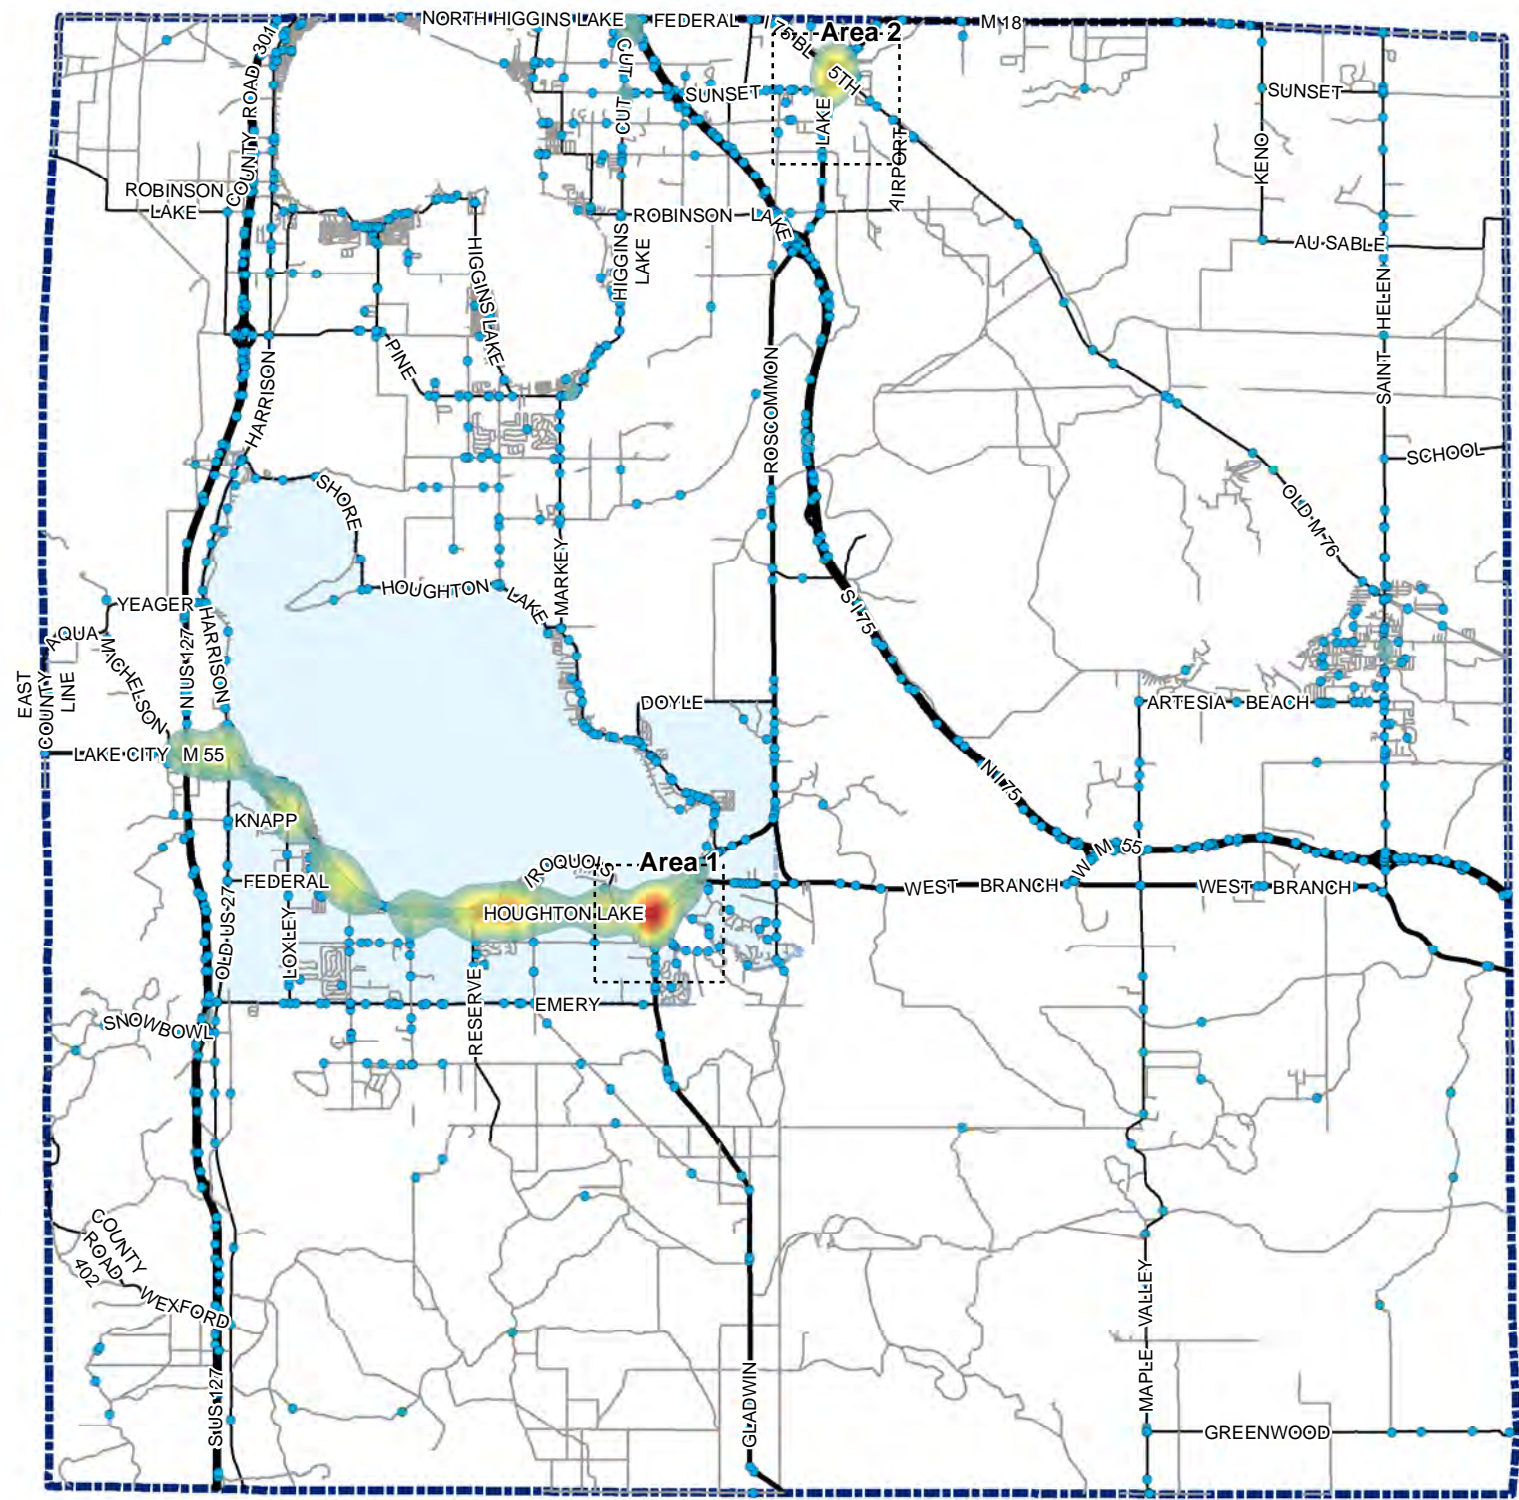 NORTH HIGGINS LAKE
FEDERAL
M 18
75 BL
Area 2
5TH
COUNTY ROAD 301
CUT
CUT
SUNSET
LAKE
AIRPORT
KENO
SUNSET
ROBINSON
LAKE
ROBINSON
LAKE
LAKE
AU SABLE
HIGGINS LAKE
HIGGINS
LAKE
SAINT HELEN
PINE
HARRISON
ROSCOMMON
SCHOOL
SHORE
OLD M-76
HOUGHTON
LAKE
MARKEY
YEAGER
HARRISON
N US 127
AQUA
MICHELSON
S I 75
EAST
COUNTY
LINE
DOYLE
ARTESIA BEACH
LAKE CITY
M 55
N I 75
KNAPP
W M 55
IROQUOIS
Area 1
FEDERAL
WEST BRANCH
WEST BRANCH
HOUGHTON LAKE
OLD US-27
LOXLEY
RESERVE
EMERY
SNOWBOWL
COUNTY
ROAD
402
WEXFORD
MAPLE VALLEY
S US 127
GLADWIN
GREENWOOD